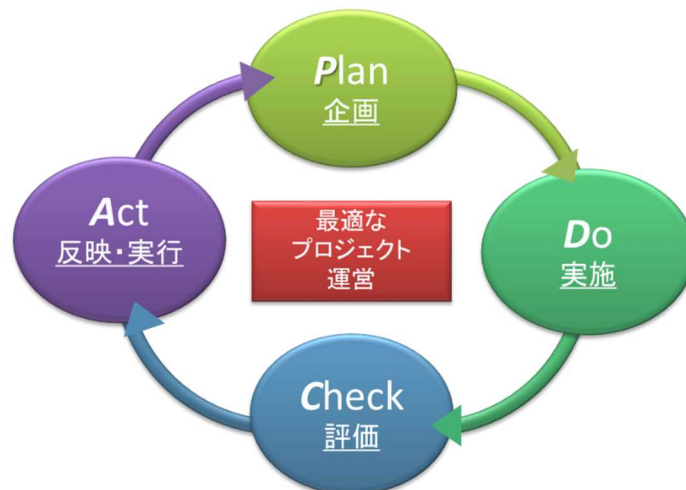 Plan
企画
Do
実施
Check
評価
Act
反映・実行
最適な
プロジェクト
運営